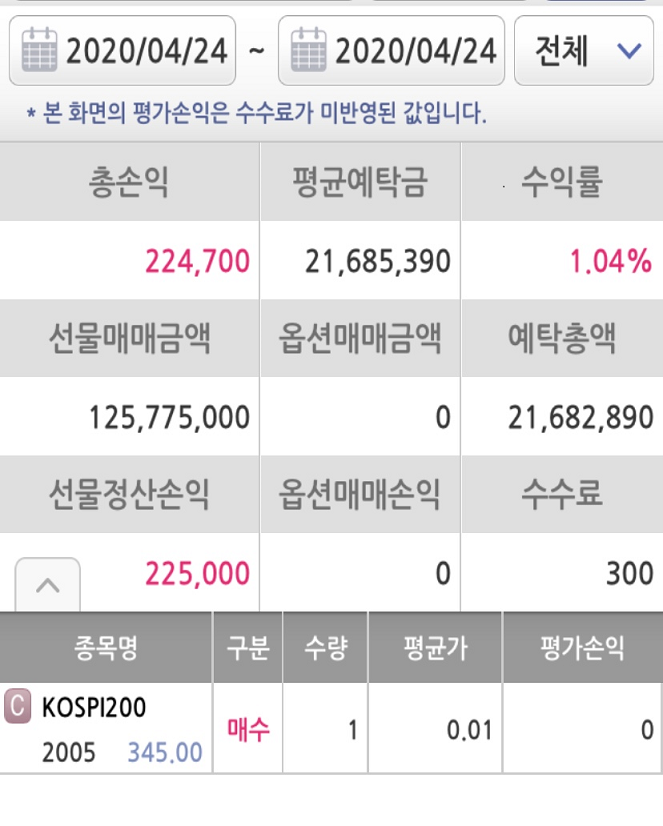 2020/04/24 ~ 2020/04/24 전체
* 본 화면의 평가손익은 수수료가 미반영된 값입니다.
총손익 평균예탁금 수익률
224,700 21,685,390 1.04%
선물매매금액 옵션매매금액 예탁총액
125,775,000 0 21,682,890
선물정산손익 옵션매매손익 수수료
225,000 0 300
종목명 구분 수량 평균가 평가손익
C KOSPI200 매수 1 0.01 0
2005 345.00